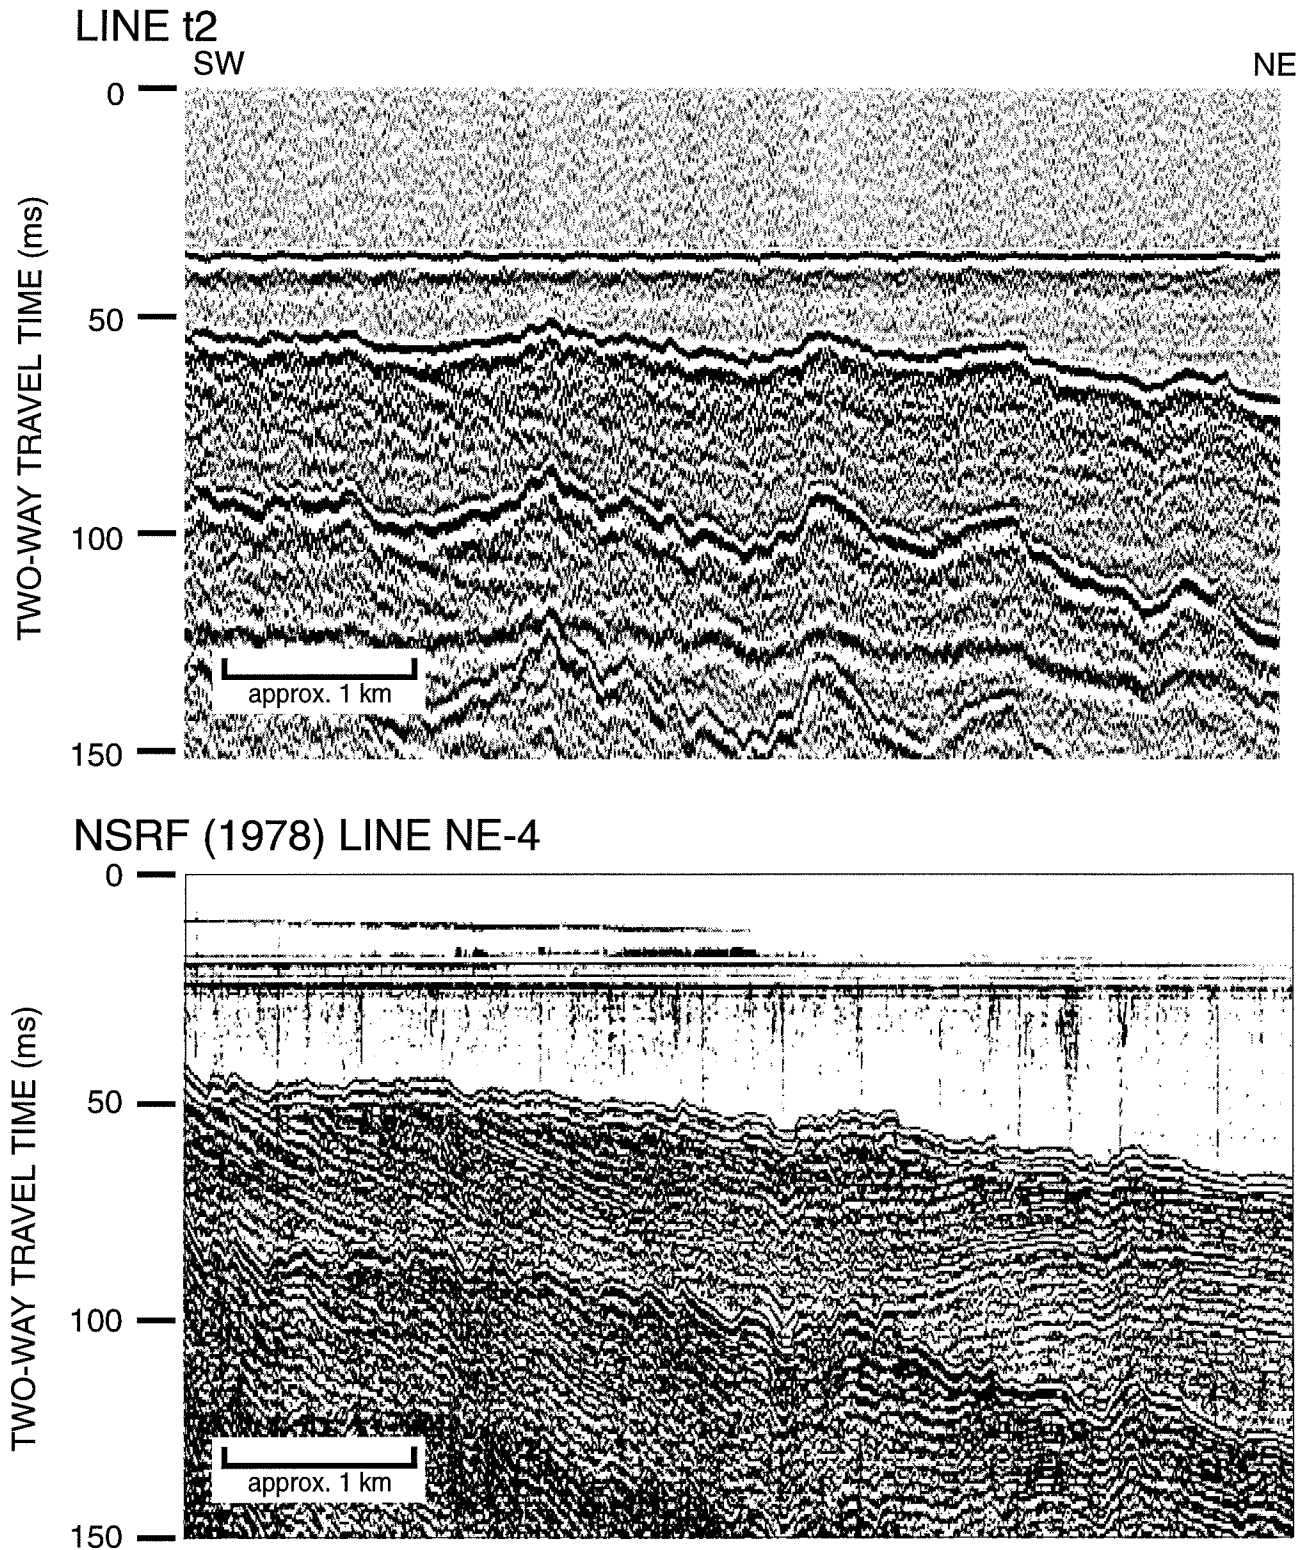 LINE t2
SW
NE
0
50
100
150
TWO-WAY TRAVEL TIME (ms)
approx. 1 km
NSRF (1978) LINE NE-4
0
50
100
150
TWO-WAY TRAVEL TIME (ms)
approx. 1 km